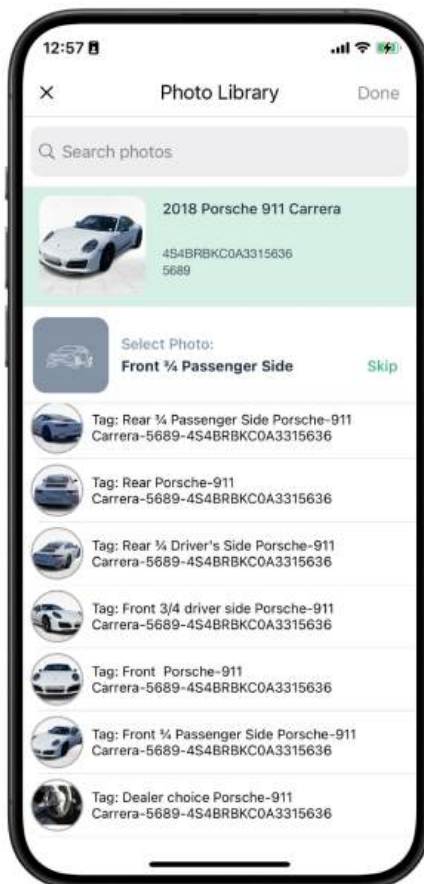 12:57
Photo Library
Done
Search photos
2018 Porsche 911 Carrera
4S4BRBKC0A3315636
5689
Select Photo:
Front ¾ Passenger Side
Skip
Tag: Rear ¾ Passenger Side Porsche-911
Carrera-5689-4S4BRBKC0A3315636
Tag: Rear Porsche-911
Carrera-5689-4S4BRBKC0A3315636
Tag: Rear ¾ Driver's Side Porsche-911
Carrera-5689-4S4BRBKC0A3315636
Tag: Front 3/4 driver side Porsche-911
Carrera-5689-4S4BRBKC0A3315636
Tag: Front Porsche-911
Carrera-5689-4S4BRBKC0A3315636
Tag: Front ¾ Passenger Side Porsche-911
Carrera-5689-4S4BRBKC0A3315636
Tag: Dealer choice Porsche-911
Carrera-5689-4S4BRBKC0A3315636